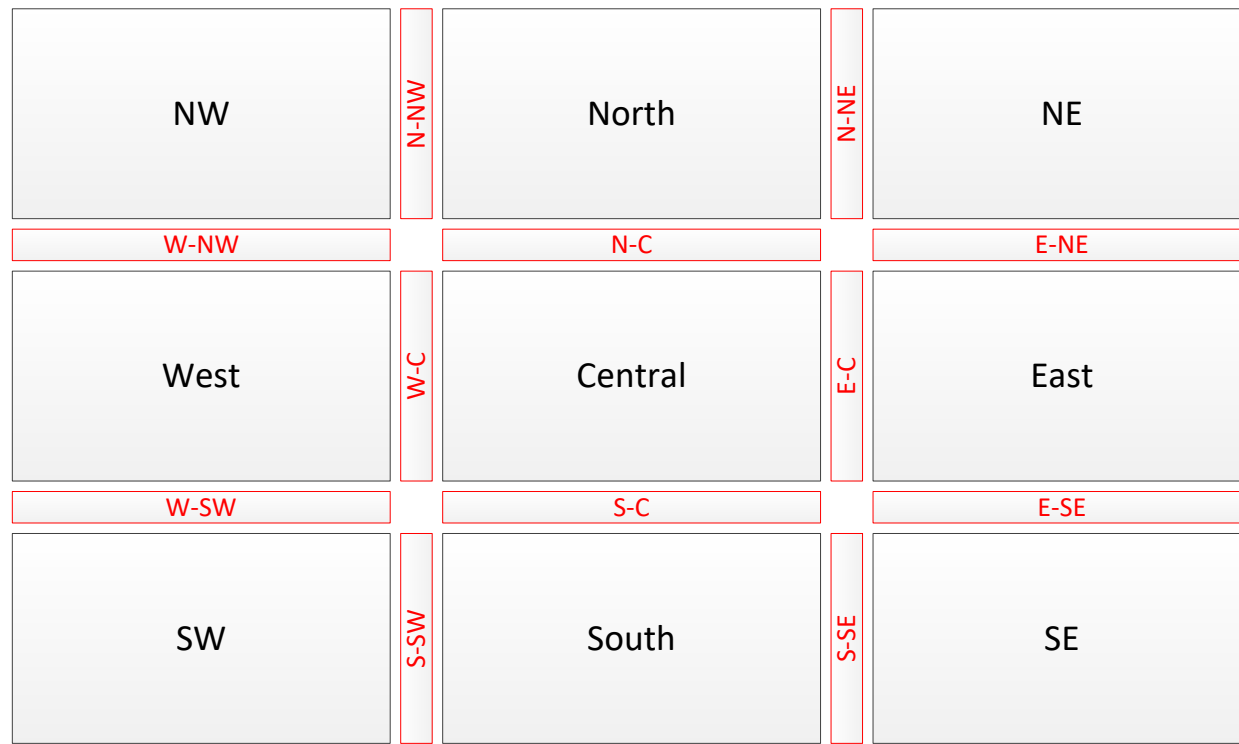 NW
N-NW
North
N-NE
NE
W-NW
N-C
E-NE
West
W-C
Central
E-C
East
W-SW
S-C
E-SE
SW
S-SW
South
S-SE
SE